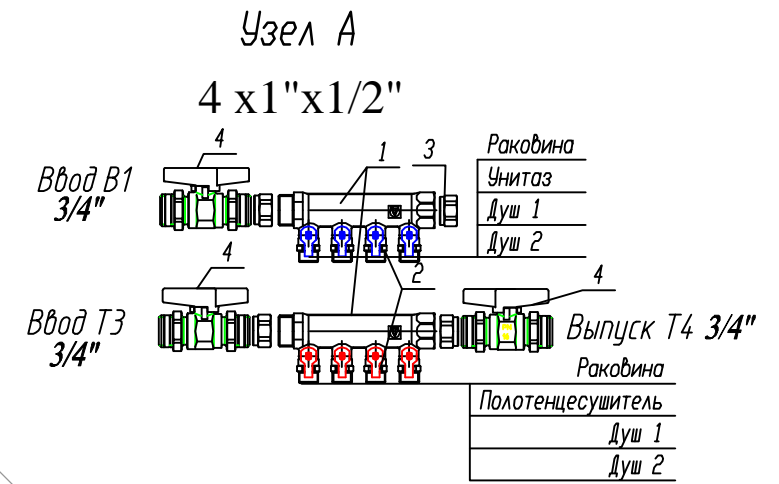 Узел А
4 x1"x1/2"
4
1
3
Раковина
Унитаз
Душ 1
Душ 2
Ввод В1
3/4"
4
2
4
Ввод Т3
3/4"
Выпуск Т4 3/4"
Раковина
Полотенцесушитель
Душ 1
Душ 2